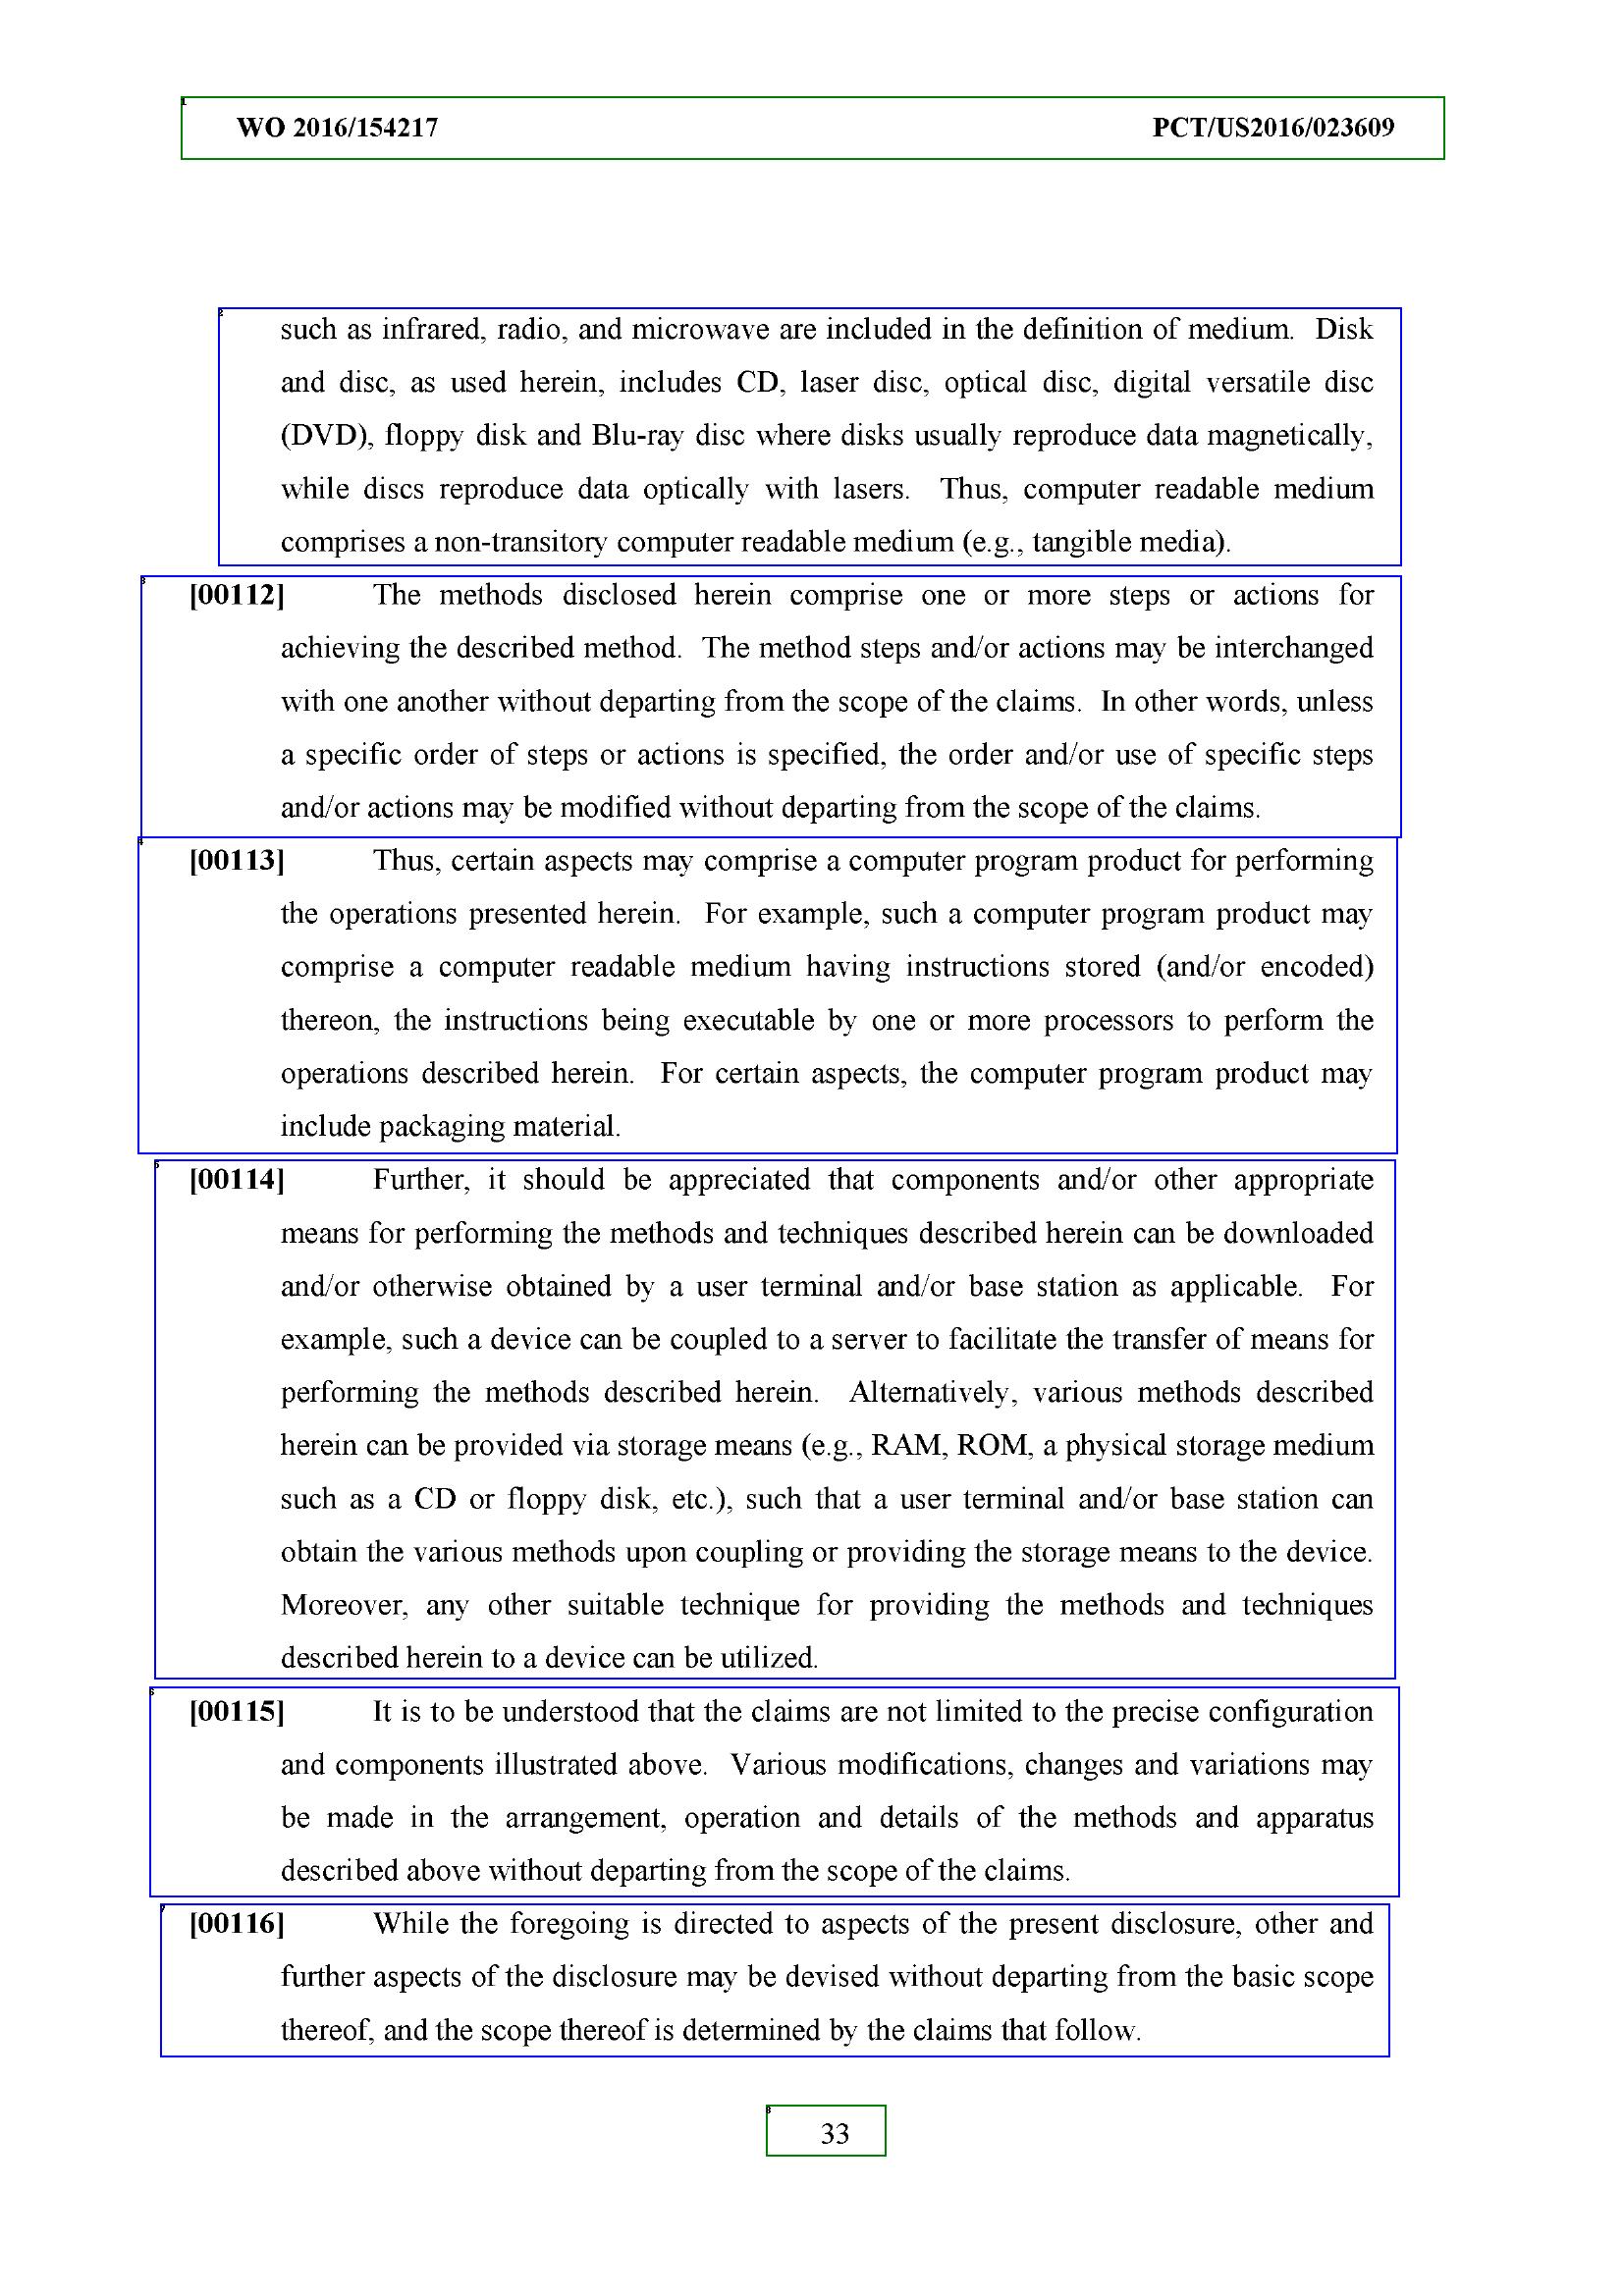 WO 2016/154217 PCT/US2016/023609
such as infrared, radio, and microwave are included in the definition of medium. Disk
and disc, as used herein, includes CD, laser disc, optical disc, digital versatile disc
(DVD), floppy disk and Blu-ray disc where disks usually reproduce data magnetically,
while discs reproduce data optically with lasers. Thus, computer readable medium
comprises a non-transitory computer readable medium (e.g., tangible media).
[00112] The methods disclosed herein comprise one or more steps or actions for
achieving the described method. The method steps and/or actions may be interchanged
with one another without departing from the scope of the claims. In other words, unless
a specific order of steps or actions is specified, the order and/or use of specific steps
and/or actions may be modified without departing from the scope of the claims.
[00113] Thus, certain aspects may comprise a computer program product for performing
the operations presented herein. For example, such a computer program product may
comprise a computer readable medium having instructions stored (and/or encoded)
thereon, the instructions being executable by one or more processors to perform the
operations described herein. For certain aspects, the computer program product may
include packaging material.
[00114] Further, it should be appreciated that components and/or other appropriate
means for performing the methods and techniques described herein can be downloaded
and/or otherwise obtained by a user terminal and/or base station as applicable. For
example, such a device can be coupled to a server to facilitate the transfer of means for
performing the methods described herein. Alternatively, various methods described
herein can be provided via storage means (e.g., RAM, ROM, a physical storage medium
such as a CD or floppy disk, etc.), such that a user terminal and/or base station can
obtain the various methods upon coupling or providing the storage means to the device.
Moreover, any other suitable technique for providing the methods and techniques
described herein to a device can be utilized.
[00115] It is to be understood that the claims are not limited to the precise configuration
and components illustrated above. Various modifications, changes and variations may
be made in the arrangement, operation and details of the methods and apparatus
described above without departing from the scope of the claims.
[00116] While the foregoing is directed to aspects of the present disclosure, other and
further aspects of the disclosure may be devised without departing from the basic scope
thereof, and the scope thereof is determined by the claims that follow.
33